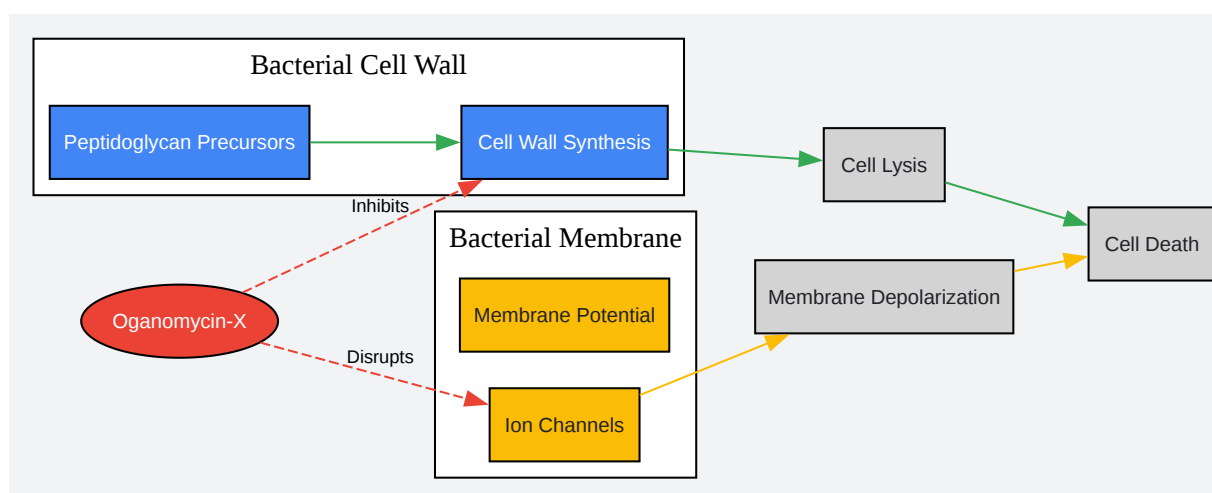 Bacterial Cell Wall
Peptidoglycan Precursors
Cell Wall Synthesis
Cell Lysis
Inhibits
Bacterial Membrane
Cell Death
Membrane Potential
Membrane Depolarization
Oganomycin-X
Disrupts
Ion Channels